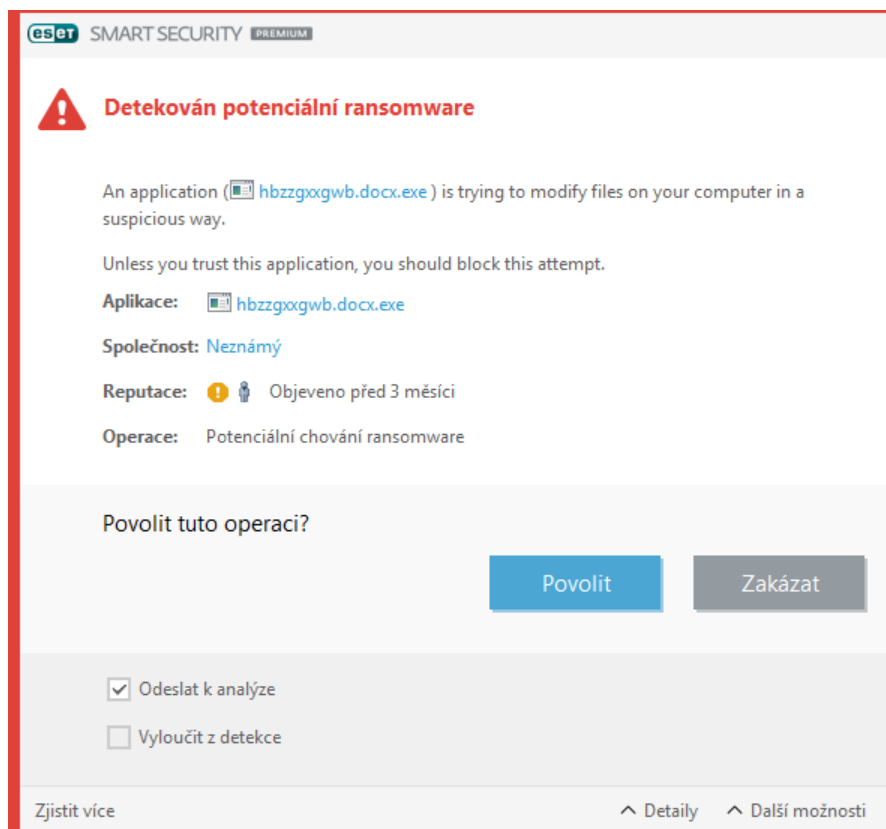 eset SMART SECURITY PREMIUM
Detekován potenciální ransomware
An application ( hbzzgxxgwb.docx.exe ) is trying to modify files on your computer in a
suspicious way.
Unless you trust this application, you should block this attempt.
Aplikace: hbzzgxxgwb.docx.exe
Společnost: Neznámý
Reputace: Objeveno před 3 měsíci
Operace: Potenciální chování ransomware
Povolit tuto operaci?
Povolit Zakázat
Odeslat k analýze
Vyloučit z detekce
Zjistit více Detaily Další možnosti